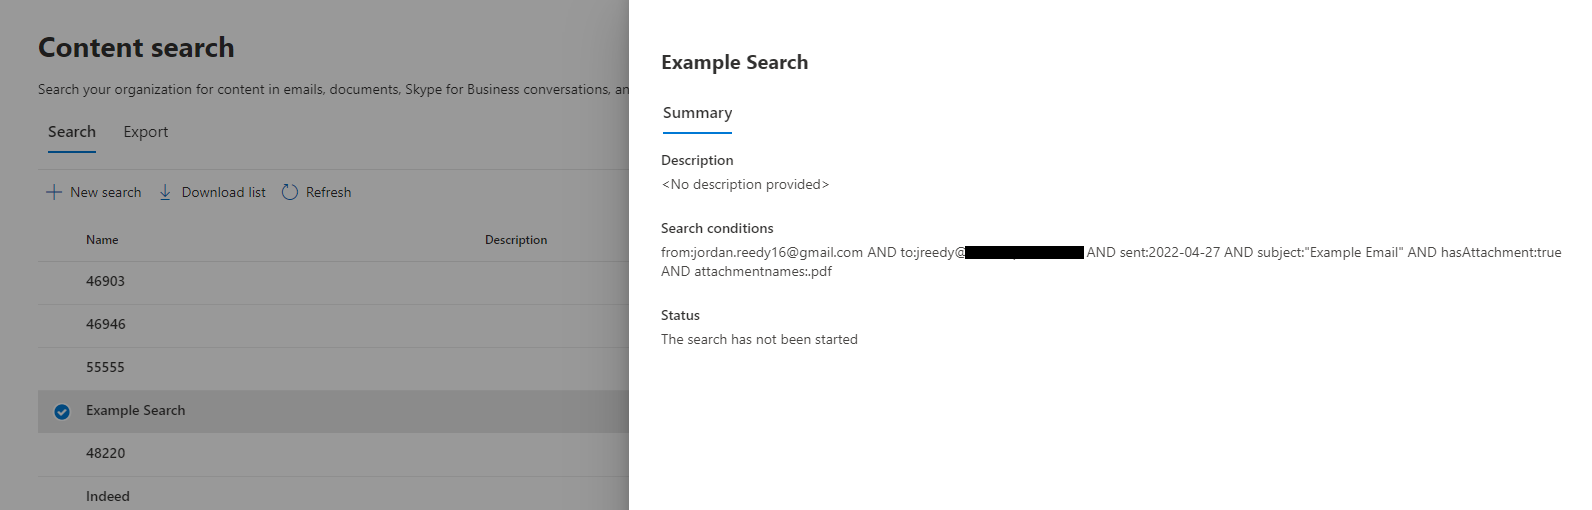 Content search
Search your organization for content in emails, documents, Skype for Business conversations, an
Search Export
New search Download list Refresh
Name Description
46903
46946
55555
Example Search
48220
Indeed
Example Search
Summary
Description
<No description provided>
Search conditions
from:jordan.reedy16@gmail.com AND to:jreedy@ AND sent:2022-04-27 AND subject:"Example Email" AND hasAttachment:true
AND attachmentnames:.pdf
Status
The search has not been started